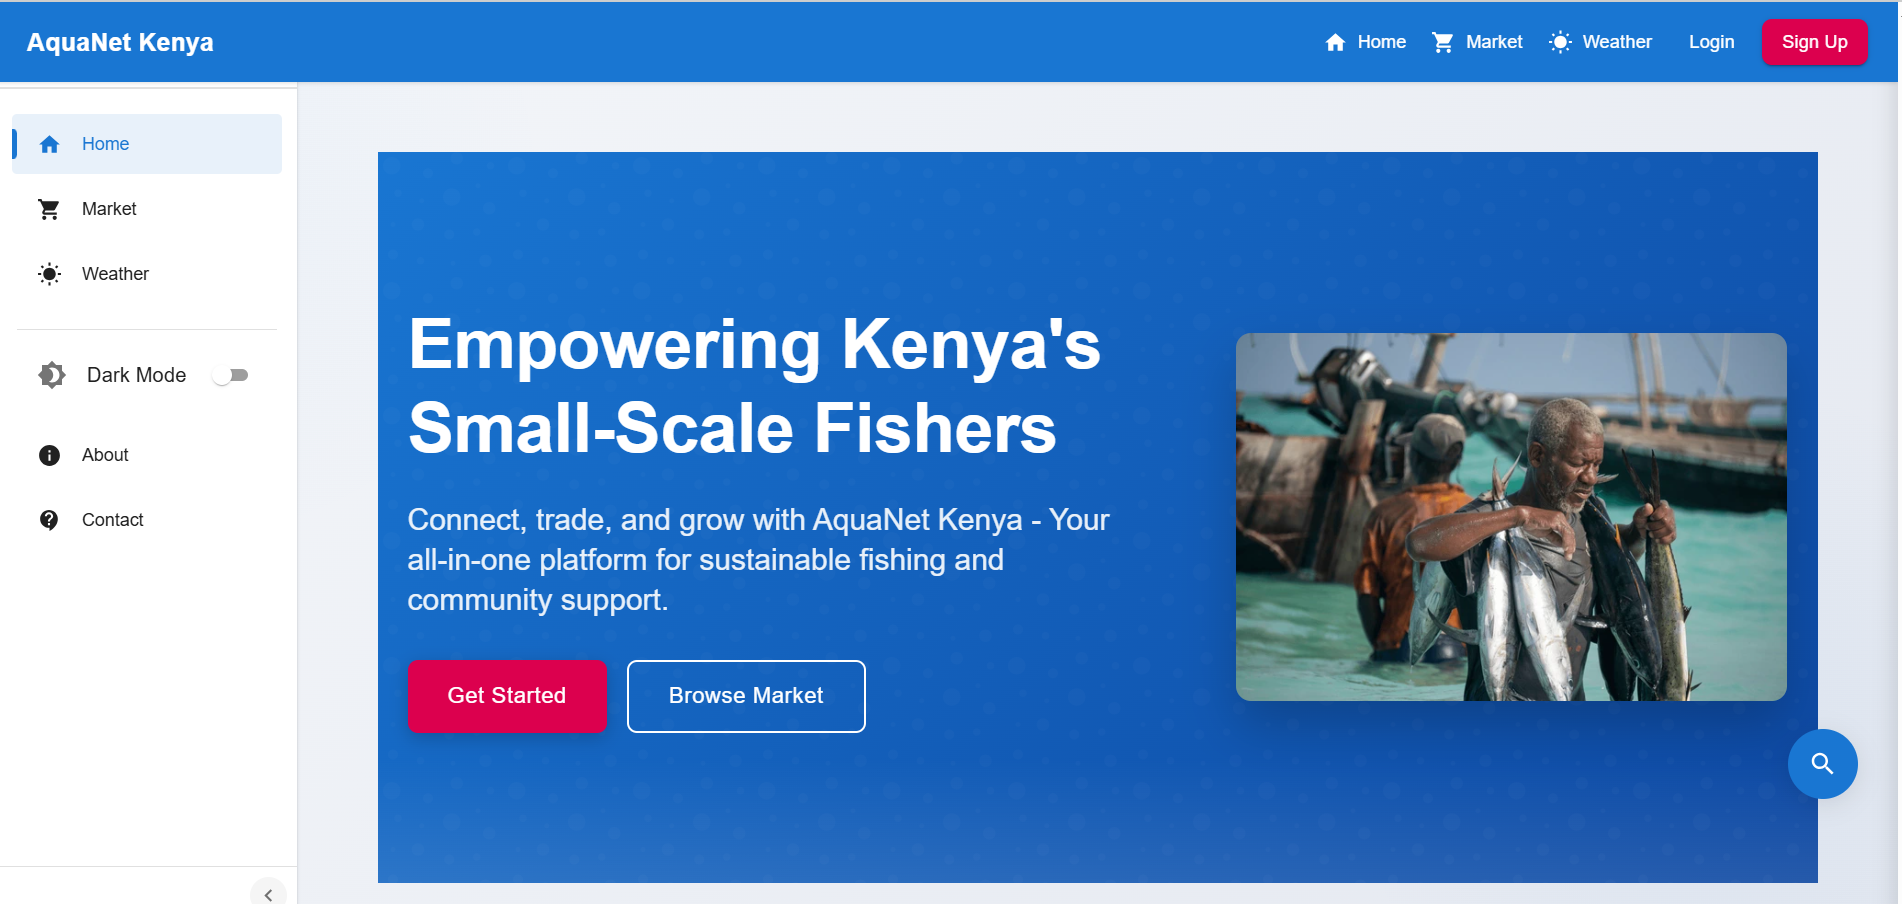 AquaNet Kenya
Home
Market
Weather
Login
Sign Up
Home
Market
Weather
Dark Mode
About
Contact
Empowering Kenya's
Small-Scale Fishers
Connect, trade, and grow with AquaNet Kenya - Your
all-in-one platform for sustainable fishing and
community support.
Get Started
Browse Market